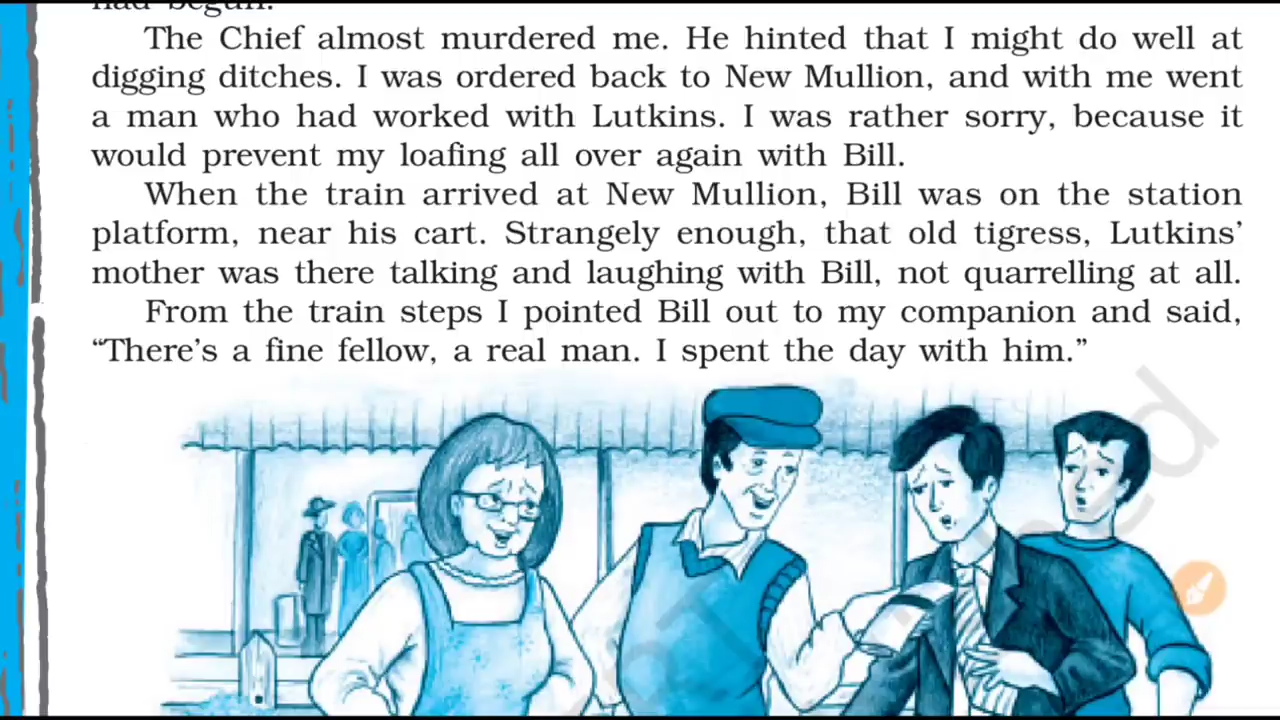 had begun.
The Chief almost murdered me. He hinted that I might do well at
digging ditches. I was ordered back to New Mullion, and with me went
a man who had worked with Lutkins. I was rather sorry, because it
would prevent my loafing all over again with Bill.
When the train arrived at New Mullion, Bill was on the station
platform, near his cart. Strangely enough, that old tigress, Lutkins’
mother was there talking and laughing with Bill, not quarrelling at all.
From the train steps I pointed Bill out to my companion and said,
“There’s a fine fellow, a real man. I spent the day with him.”